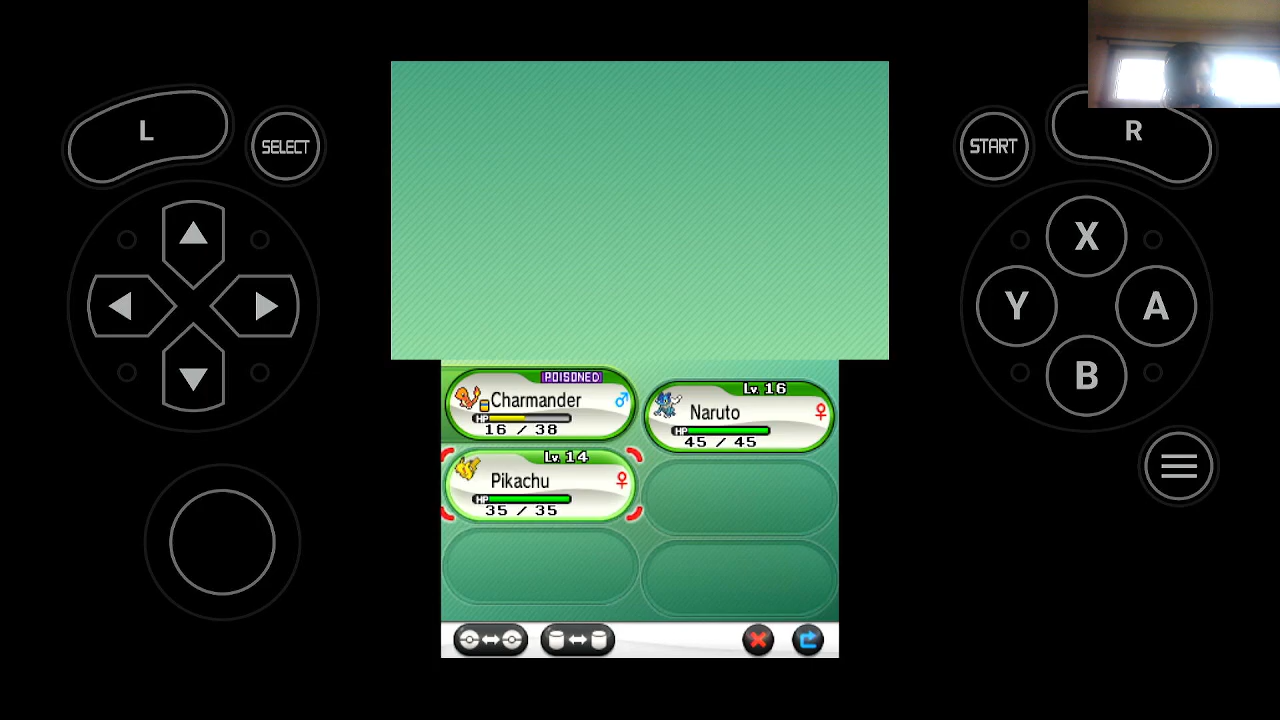 L
SELECT
START
R
X
Y
A
B
POISONED
Charmander ♂
HP
16 / 38
Lv. 16
Naruto ♀
HP
45 / 45
Lv. 14
Pikachu ♀
HP
35 / 35